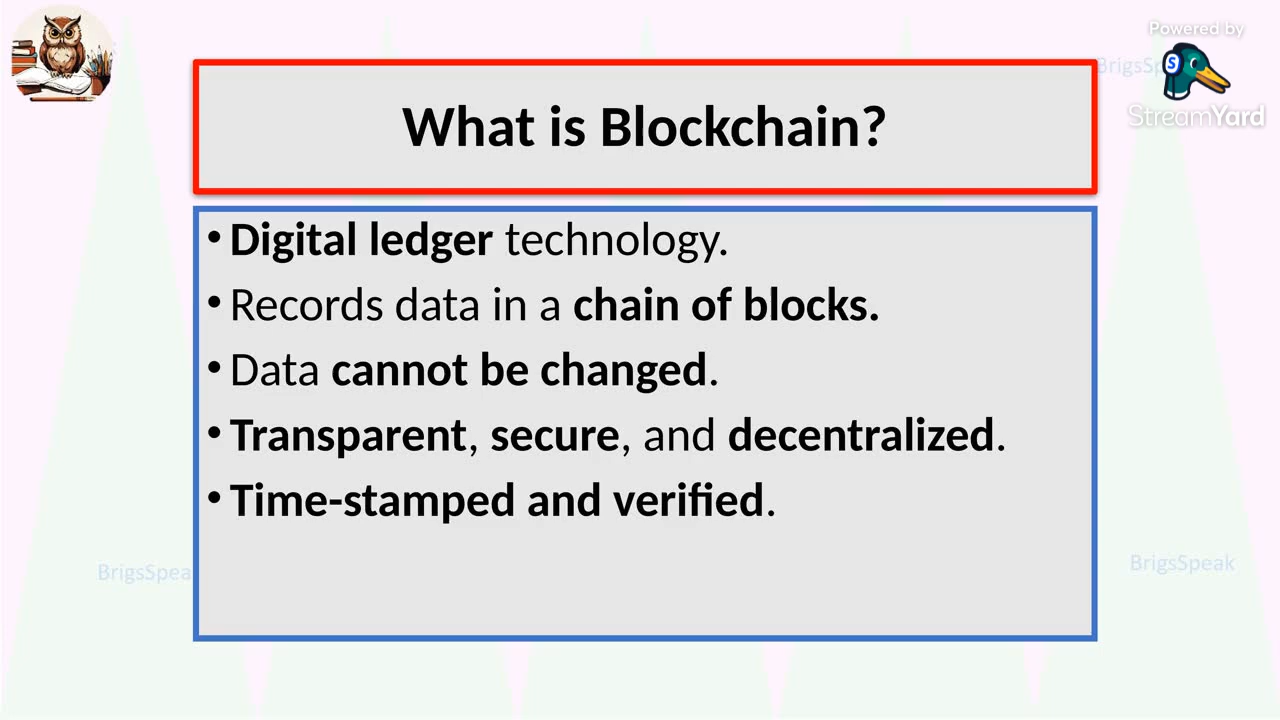 Powered by
StreamYard
What is Blockchain?
• Digital ledger technology.
• Records data in a chain of blocks.
• Data cannot be changed.
• Transparent, secure, and decentralized.
• Time-stamped and verified.
BrigsSpeak